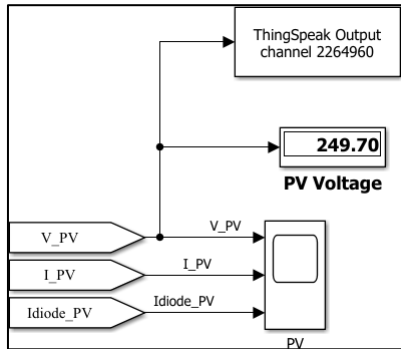 ThingSpeak Output
channel 2264960
249.70
PV Voltage
V_PV
V_PV
I_PV
I_PV
Idiode_PV
Idiode_PV
PV